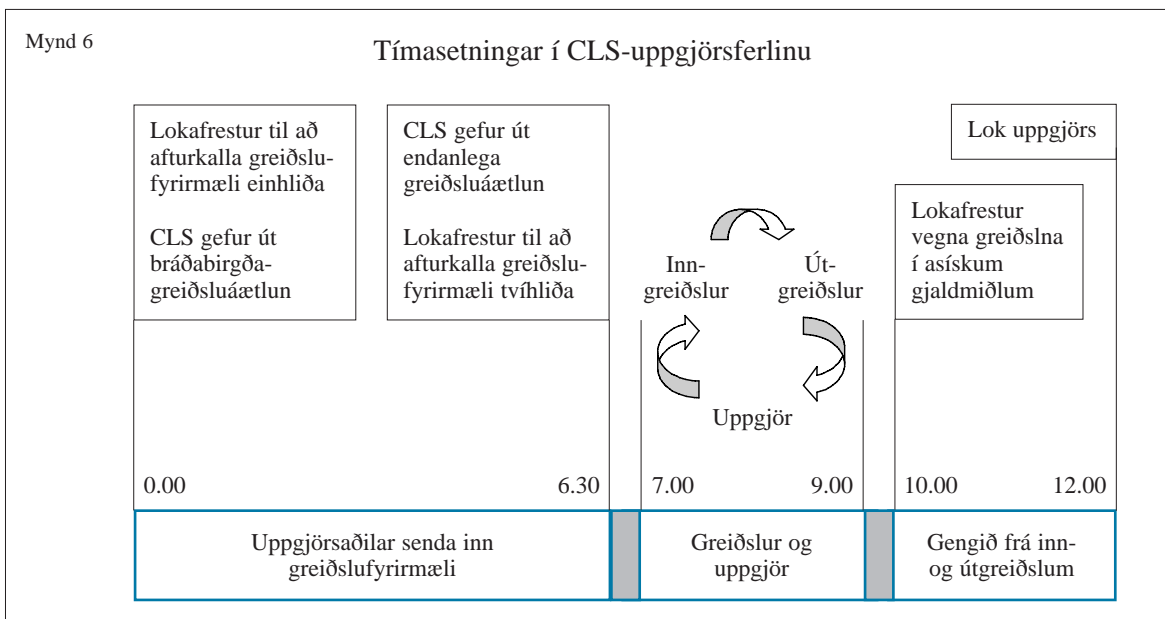 Mynd 6
Tímasetningar í CLS-uppgjörsferlinu
Lokafrestur til að
afturkalla greiðslu-
fyrirmæli einhliða
CLS gefur út
bráðabirgða-
greiðsluáætlun
CLS gefur út
endanlega
greiðsluáætlun
Lokafrestur til að
afturkalla greiðslu-
fyrirmæli tvíhliða
Inn-
greiðslur
Út-
greiðslur
Uppgjör
Lok uppgjörs
Lokafrestur
vegna greiðslna
í asískum
gjaldmiðlum
0.00
6.30
7.00
9.00
10.00
12.00
Uppgjörsaðilar senda inn
greiðslufyrirmæli
Greiðslur og
uppgjör
Gengið frá inn-
og útgreiðslum